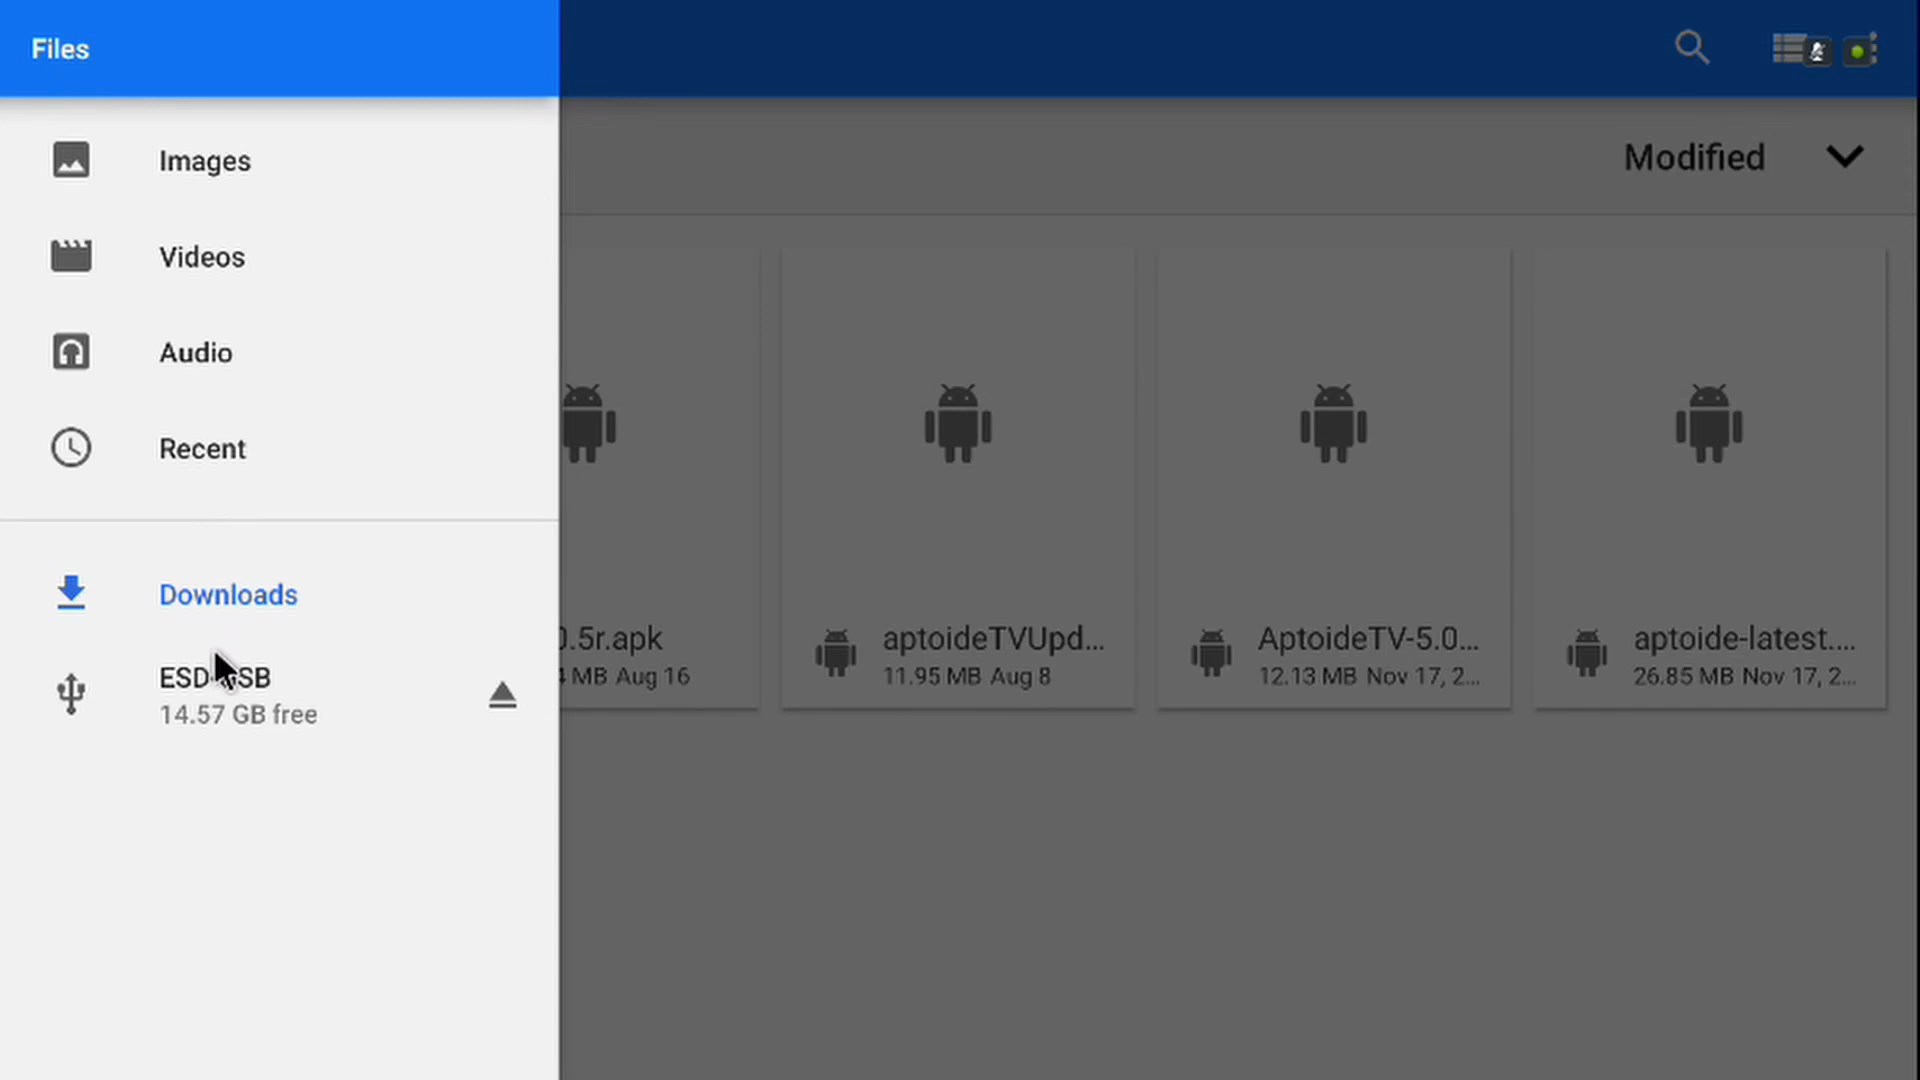 Files
Images
Videos
Audio
Recent
Downloads
14.57 GB free
Modified
0.5r.apk
MB Aug 16
aptoideTVUpd...
11.95 MB Aug 8
AptoideTV-5.0...
12.13 MB Nov 17, 2...
aptoide-latest....
26.85 MB Nov 17, 2...